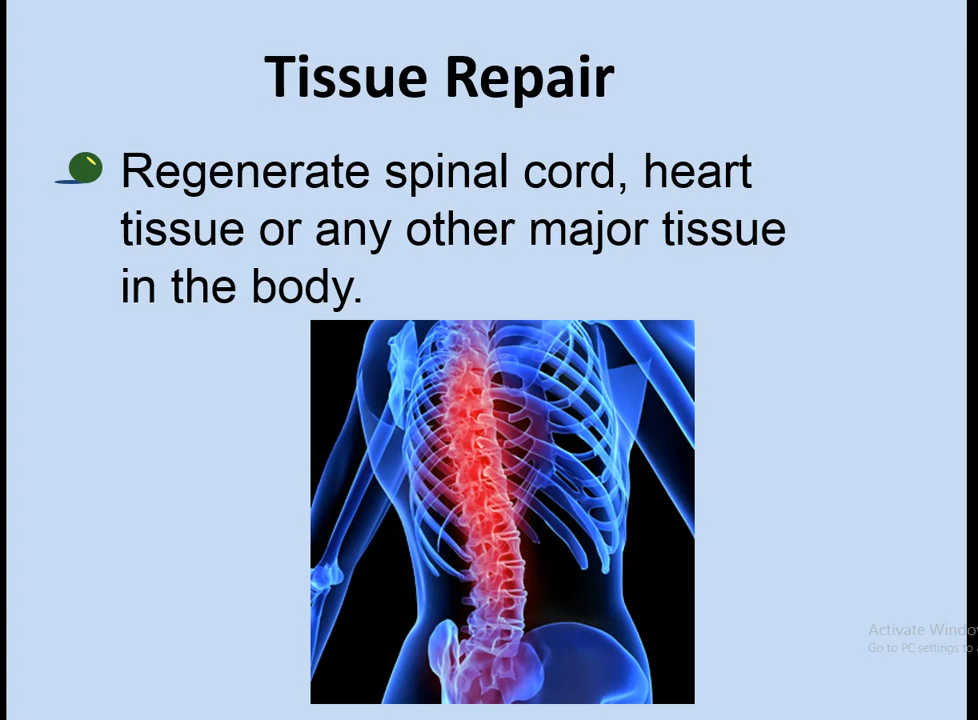 Tissue Repair
Regenerate spinal cord, heart
tissue or any other major tissue
in the body.
Activate Windo
Go to PC settings to